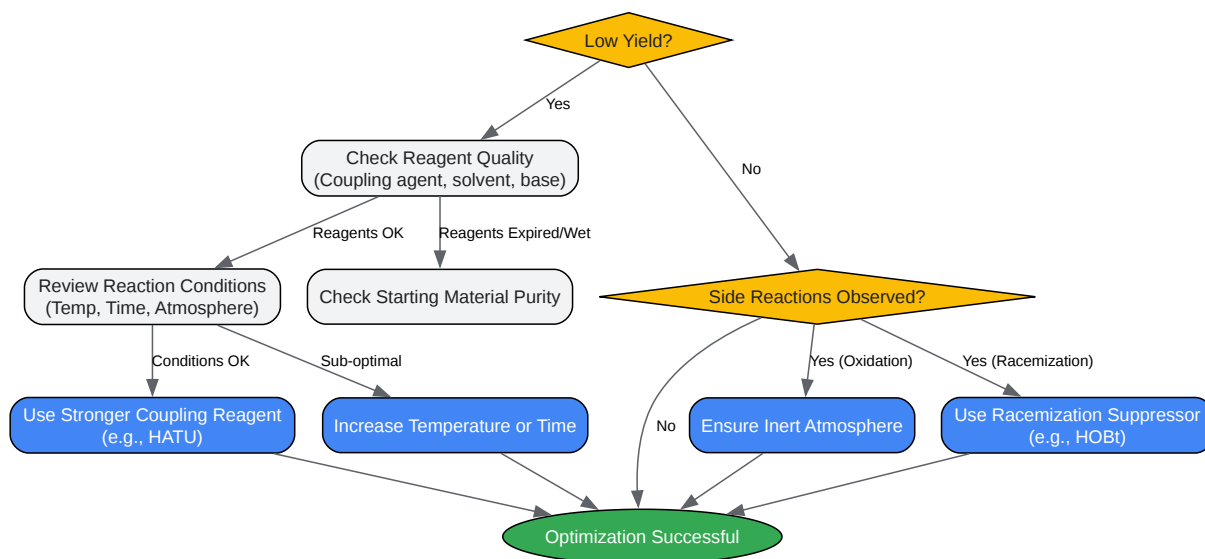 Low Yield?
Yes
Check Reagent Quality
(Coupling agent, solvent, base)
No
Reagents OK
Reagents Expired/Wet
Review Reaction Conditions
(Temp, Time, Atmosphere)
Check Starting Material Purity
Side Reactions Observed?
Conditions OK
Sub-optimal
Yes (Oxidation)
Yes (Racemization)
Use Stronger Coupling Reagent
(e.g., HATU)
Increase Temperature or Time
No
Ensure Inert Atmosphere
Use Racemization Suppressor
(e.g., HOBt)
Optimization Successful